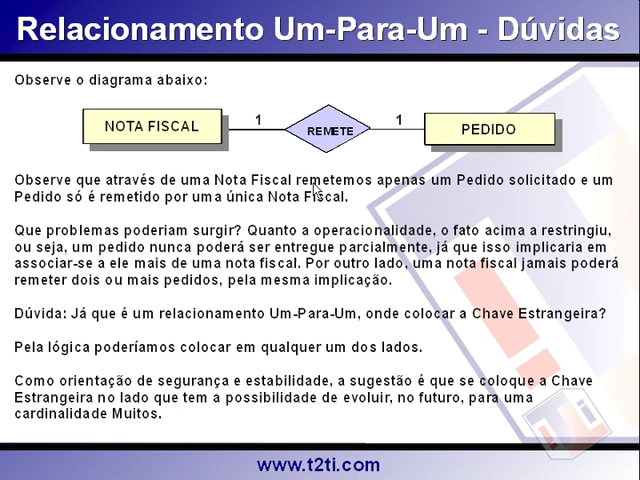 Relacionamento Um-Para-Um - Dúvidas
Observe o diagrama abaixo:
NOTA FISCAL 1 REMETE 1 PEDIDO
Observe que através de uma Nota Fiscal remetemos apenas um Pedido solicitado e um
Pedido só é remetido por uma única Nota Fiscal.
Que problemas poderiam surgir? Quanto a operacionalidade, o fato acima a restringiu,
ou seja, um pedido nunca poderá ser entregue parcialmente, já que isso implicaria em
associar-se a ele mais de uma nota fiscal. Por outro lado, uma nota fiscal jamais poderá
remeter dois ou mais pedidos, pela mesma implicação.
Dúvida: Já que é um relacionamento Um-Para-Um, onde colocar a Chave Estrangeira?
Pela lógica poderíamos colocar em qualquer um dos lados.
Como orientação de segurança e estabilidade, a sugestão é que se coloque a Chave
Estrangeira no lado que tem a possibilidade de evoluir, no futuro, para uma
cardinalidade Muitos.
www.t2ti.com